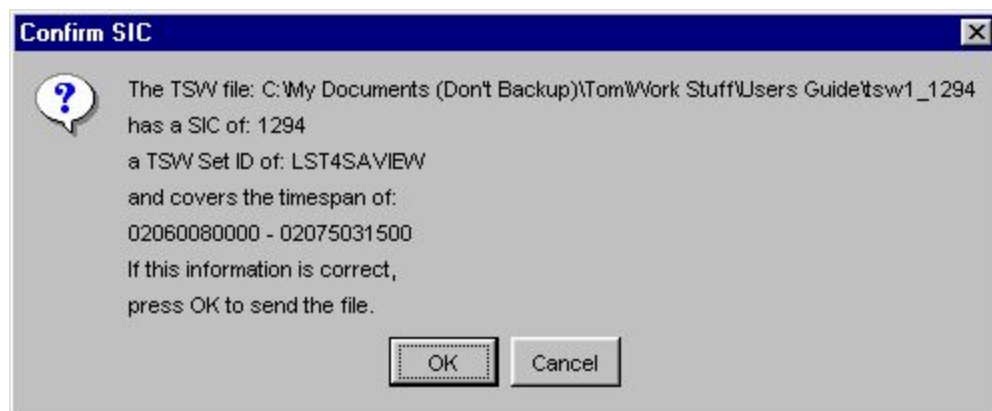 Confirm SIC
The TSW file: C:\My Documents (Don't Backup)\Tom\Work Stuff\Users Guide\tsw1_1294
has a SIC of: 1294
a TSW Set ID of: LST4SAVIEW
and covers the timespan of:
02060080000 - 02075031500
If this information is correct,
press OK to send the file.
OK Cancel